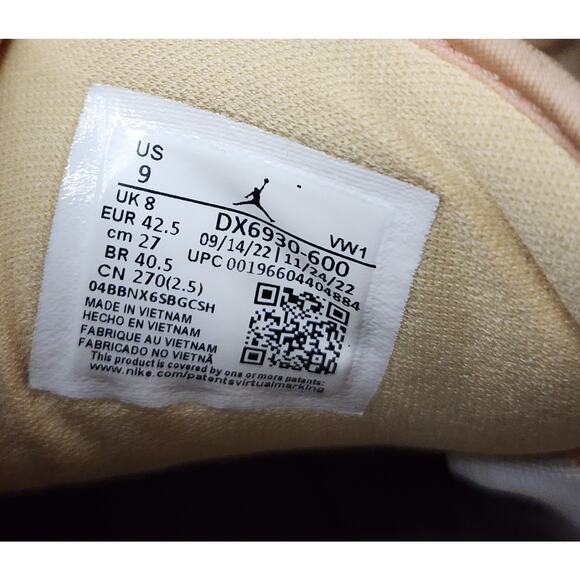 US
9
UK 8
EUR 42.5
cm 27
BR 40.5
CN 270(2.5)
04BBNX6SBGCSH
MADE IN VIETNAM
HECHO EN VIETNAM
FABRIQUE AU VIETNAM
FABRICADO NO VIETNÃ
This product is covered by one or more patents:
www.nike.com/patentsvirtualmarking
DX6930-600 VW1
09/14/22 | 11/24/22
UPC 00196604404884